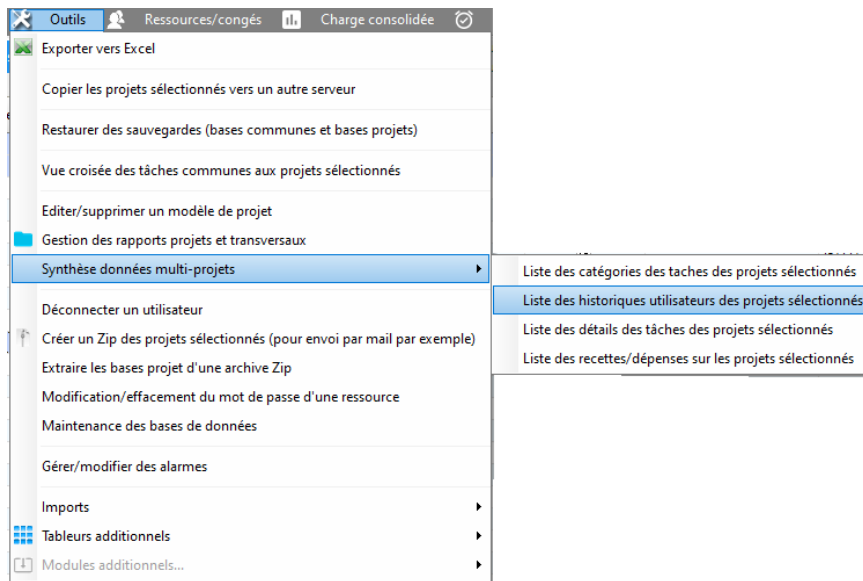 Outils Ressources/congés Charge consolidée
Exporter vers Excel
Copier les projets sélectionnés vers un autre serveur
Restaurer des sauvegardes (bases communes et bases projets)
Vue croisée des tâches communes aux projets sélectionnés
Editer/supprimer un modèle de projet
Gestion des rapports projets et transversaux
Synthèse données multi-projets
Liste des catégories des taches des projets sélectionnés
Liste des historiques utilisateurs des projets sélectionnés
Liste des détails des tâches des projets sélectionnés
Liste des recettes/dépenses sur les projets sélectionnés
Déconnecter un utilisateur
Créer un Zip des projets sélectionnés (pour envoi par mail par exemple)
Extraire les bases projet d'une archive Zip
Modification/effacement du mot de passe d'une ressource
Maintenance des bases de données
Gérer/modifier des alarmes
Imports
Tableurs additionnels
Modules additionnels...